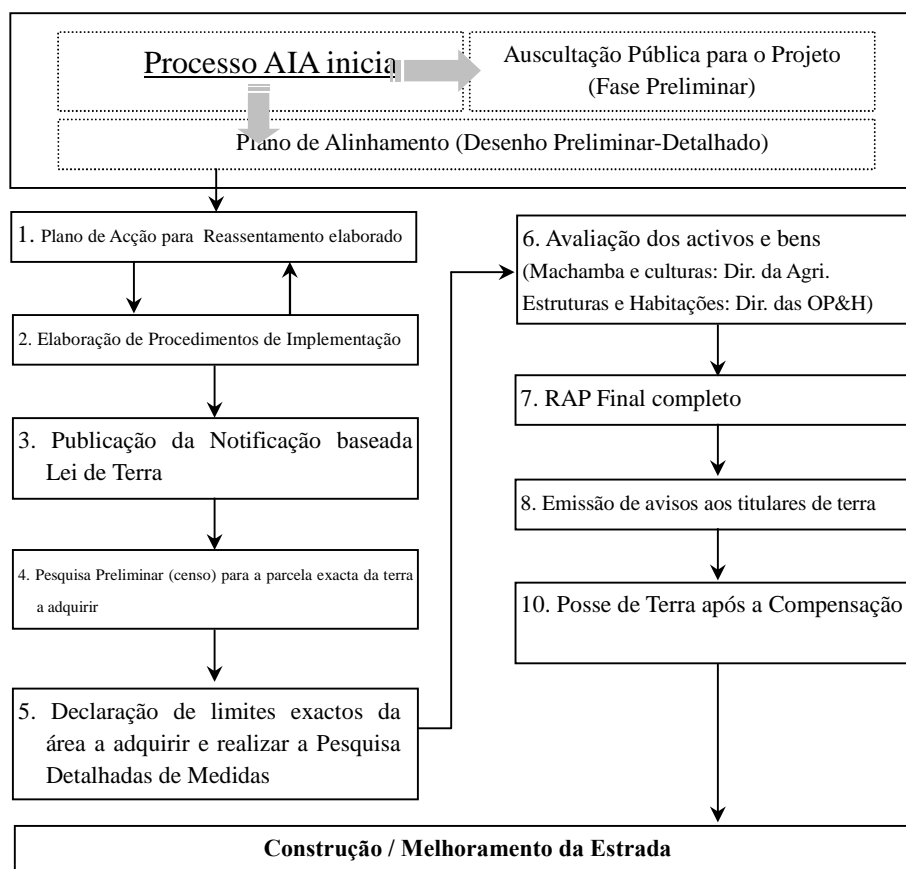 Processo AIA inicia
Auscultação Pública para o Projeto
(Fase Preliminar)
Plano de Alinhamento (Desenho Preliminar-Detalhado)
1. Plano de Acção para Reassentamento elaborado
2. Elaboração de Procedimentos de Implementação
3. Publicação da Notificação baseada
Lei de Terra
4. Pesquisa Preliminar (censo) para a parcela exacta da terra
a adquirir
5. Declaração de limites exactos da
área a adquirir e realizar a Pesquisa
Detalhadas de Medidas
6. Avaliação dos activos e bens
(Machamba e culturas: Dir. da Agri.
Estruturas e Habitações: Dir. das OP&H)
7. RAP Final completo
8. Emissão de avisos aos titulares de terra
10. Posse de Terra após a Compensação
Construção / Melhoramento da Estrada